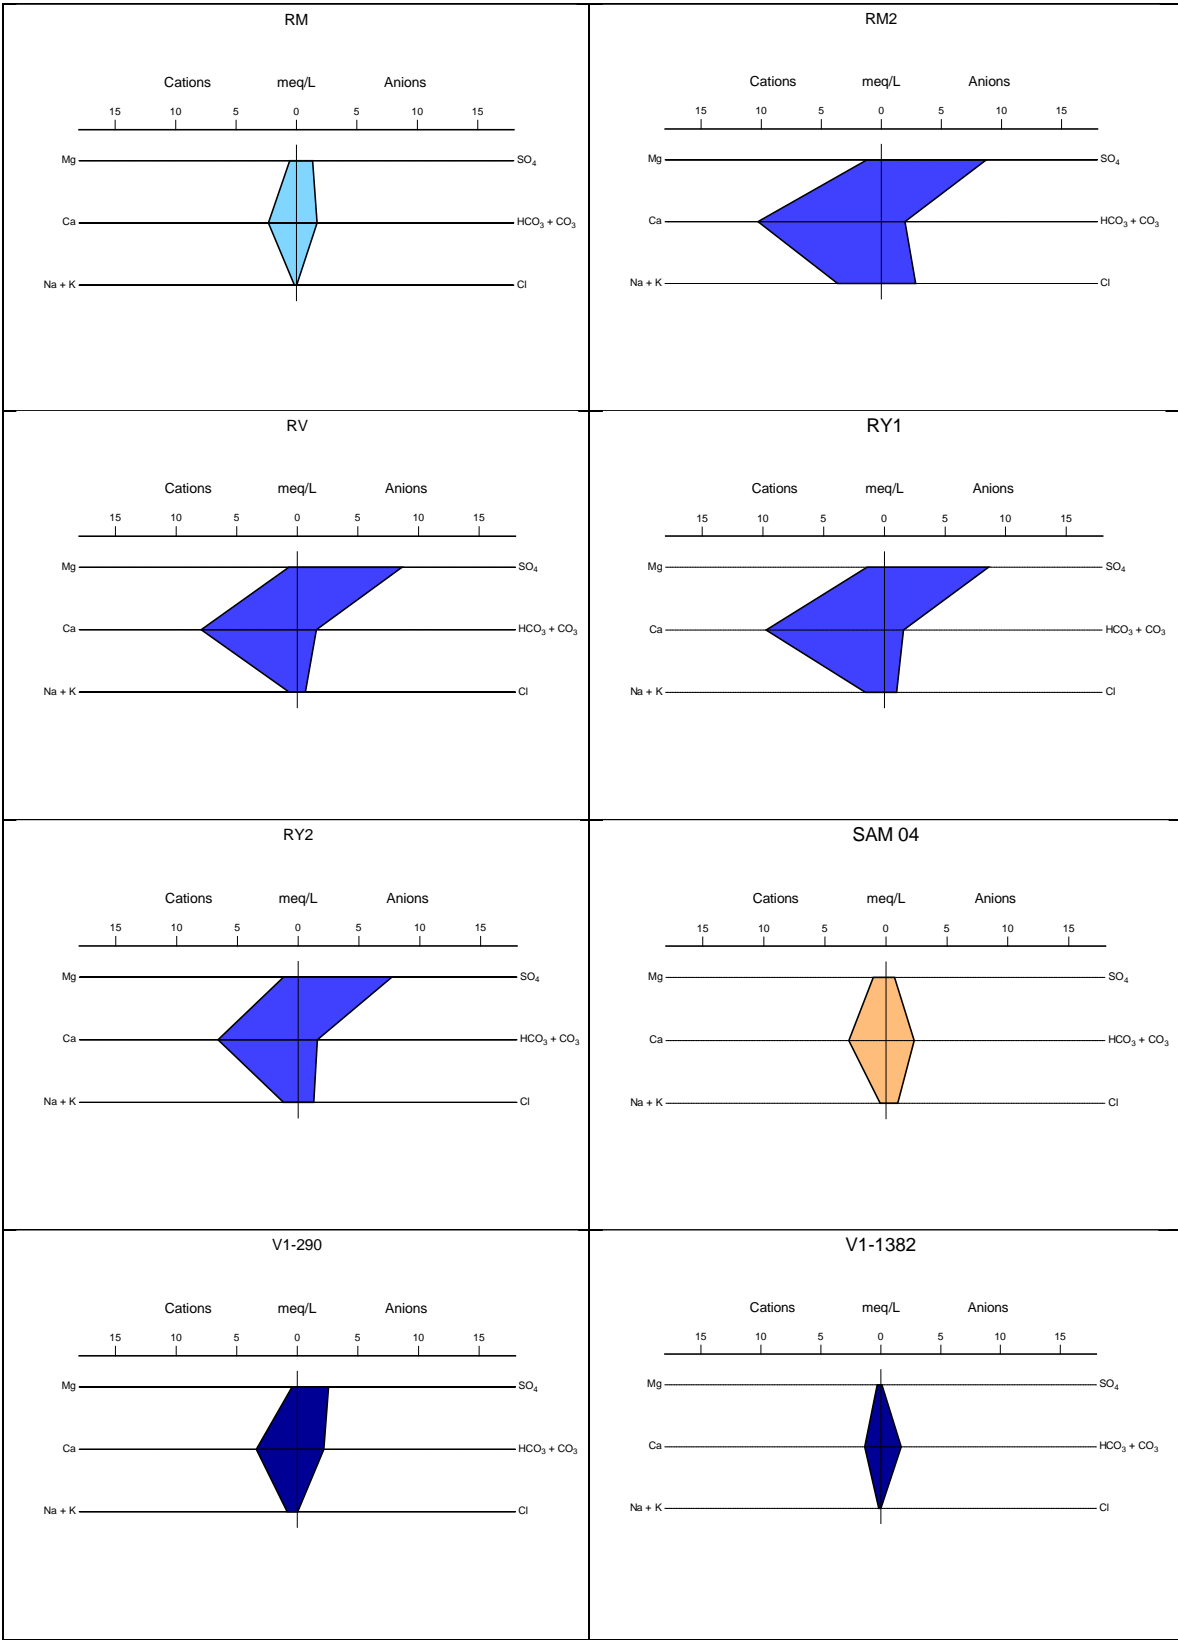 RM
Cations meq/L Anions
15 10 5 0 5 10 15
Mg SO₄
Ca HCO₃ + CO₃
Na + K Cl
RM2
Cations meq/L Anions
15 10 5 0 5 10 15
Mg SO₄
Ca HCO₃ + CO₃
Na + K Cl
RV
Cations meq/L Anions
15 10 5 0 5 10 15
Mg SO₄
Ca HCO₃ + CO₃
Na + K Cl
RY1
Cations meq/L Anions
15 10 5 0 5 10 15
Mg SO₄
Ca HCO₃ + CO₃
Na + K Cl
RY2
Cations meq/L Anions
15 10 5 0 5 10 15
Mg SO₄
Ca HCO₃ + CO₃
Na + K Cl
SAM 04
Cations meq/L Anions
15 10 5 0 5 10 15
Mg SO₄
Ca HCO₃ + CO₃
Na + K Cl
V1-290
Cations meq/L Anions
15 10 5 0 5 10 15
Mg SO₄
Ca HCO₃ + CO₃
Na + K Cl
V1-1382
Cations meq/L Anions
15 10 5 0 5 10 15
Mg SO₄
Ca HCO₃ + CO₃
Na + K Cl